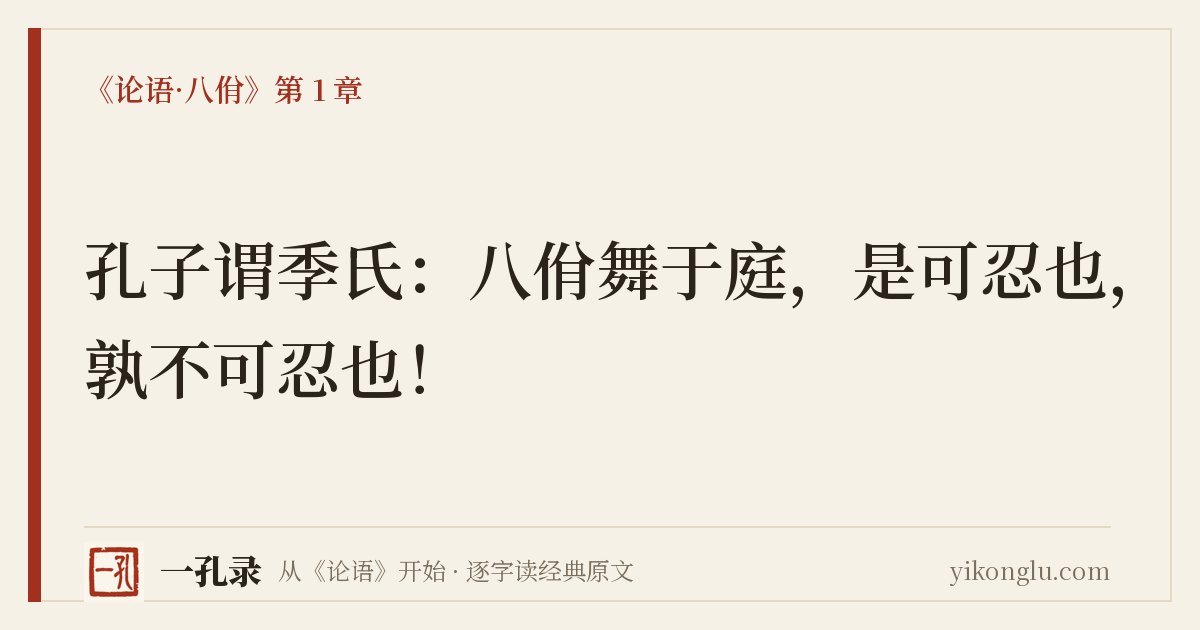 《论语·八佾》第 1 章
孔子谓季氏：八佾舞于庭，是可忍也，
孰不可忍也！
一孔
一孔录 从《论语》开始 · 逐字读经典原文 yikonglu.com